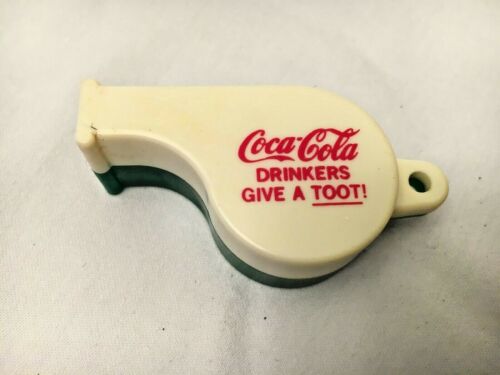 Coca-Cola
DRINKERS
GIVE A TOOT!